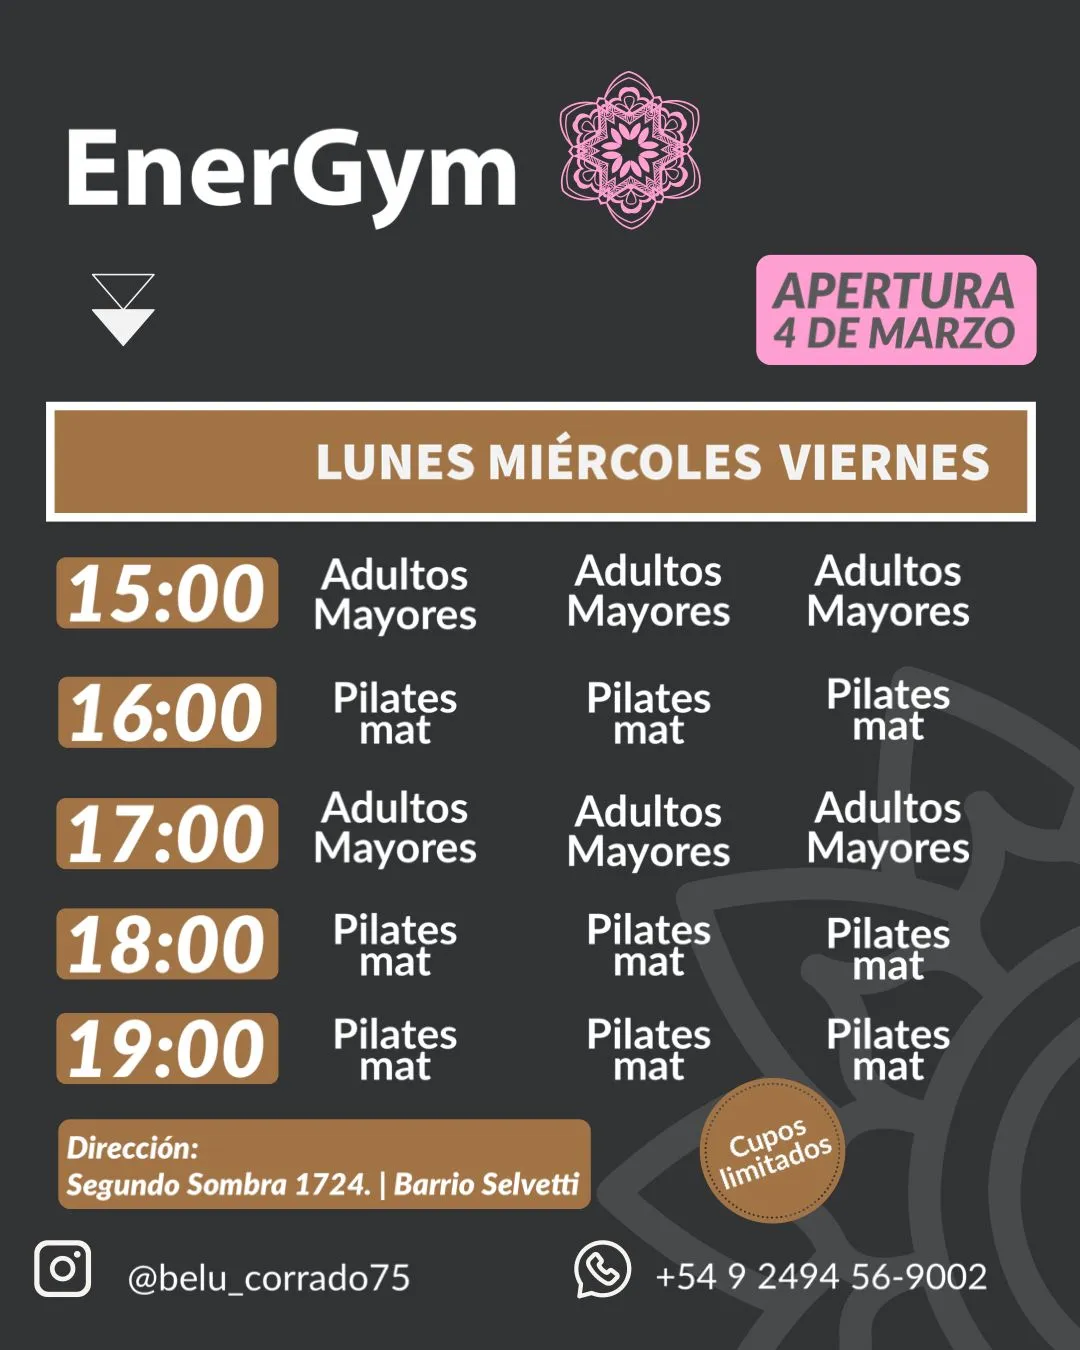 EnerGym
APERTURA
4 DE MARZO
LUNES MIÉRCOLES VIERNES
15:00 Adultos Mayores Adultos Mayores Adultos Mayores
16:00 Pilates mat Pilates mat Pilates mat
17:00 Adultos Mayores Adultos Mayores Adultos Mayores
18:00 Pilates mat Pilates mat Pilates mat
19:00 Pilates mat Pilates mat Pilates mat
Dirección:
Segundo Sombra 1724. | Barrio Selvetti
Cupos
limitados
@belu_corrado75
+54 9 2494 56-9002